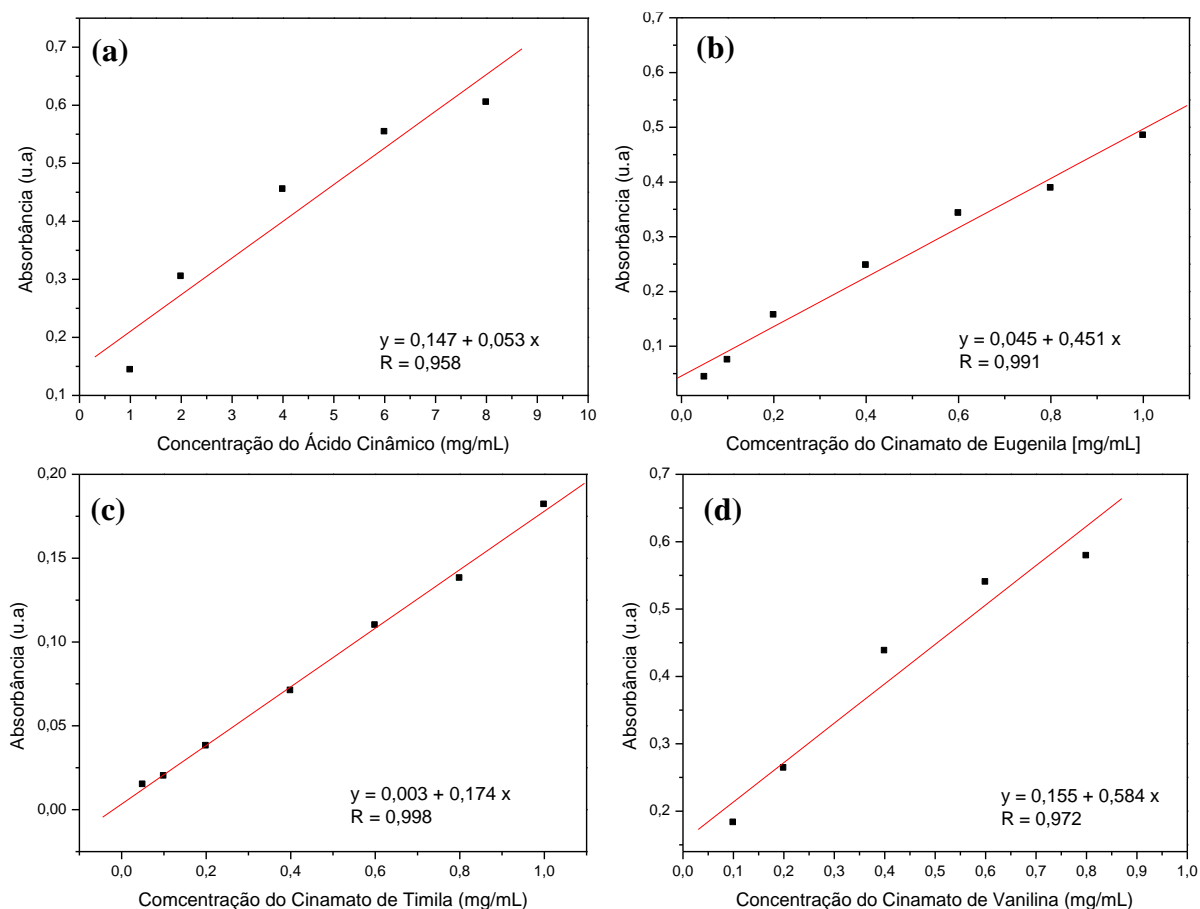 (a)
0,7
0,6
0,5
0,4
0,3
0,2
0,1
Absorbância (u.a)
y = 0,147 + 0,053 x
R = 0,958
0 1 2 3 4 5 6 7 8 9 10
Concentração do Ácido Cinâmico (mg/mL)
(b)
0,7
0,6
0,5
0,4
0,3
0,2
0,1
Absorbância (u.a)
y = 0,045 + 0,451 x
R = 0,991
0,0 0,2 0,4 0,6 0,8 1,0
Comcentração do Cinamato de Eugenila [mg/mL]
(c)
0,20
0,15
0,10
0,05
0,00
Absorbância (u.a)
y = 0,003 + 0,174 x
R = 0,998
0,0 0,2 0,4 0,6 0,8 1,0
Comcentração do Cinamato de Timila (mg/mL)
(d)
0,7
0,6
0,5
0,4
0,3
0,2
Absorbância (u.a)
y = 0,155 + 0,584 x
R = 0,972
0,0 0,1 0,2 0,3 0,4 0,5 0,6 0,7 0,8 0,9 1,0
Concentração do Cinamato de Vanilina (mg/mL)